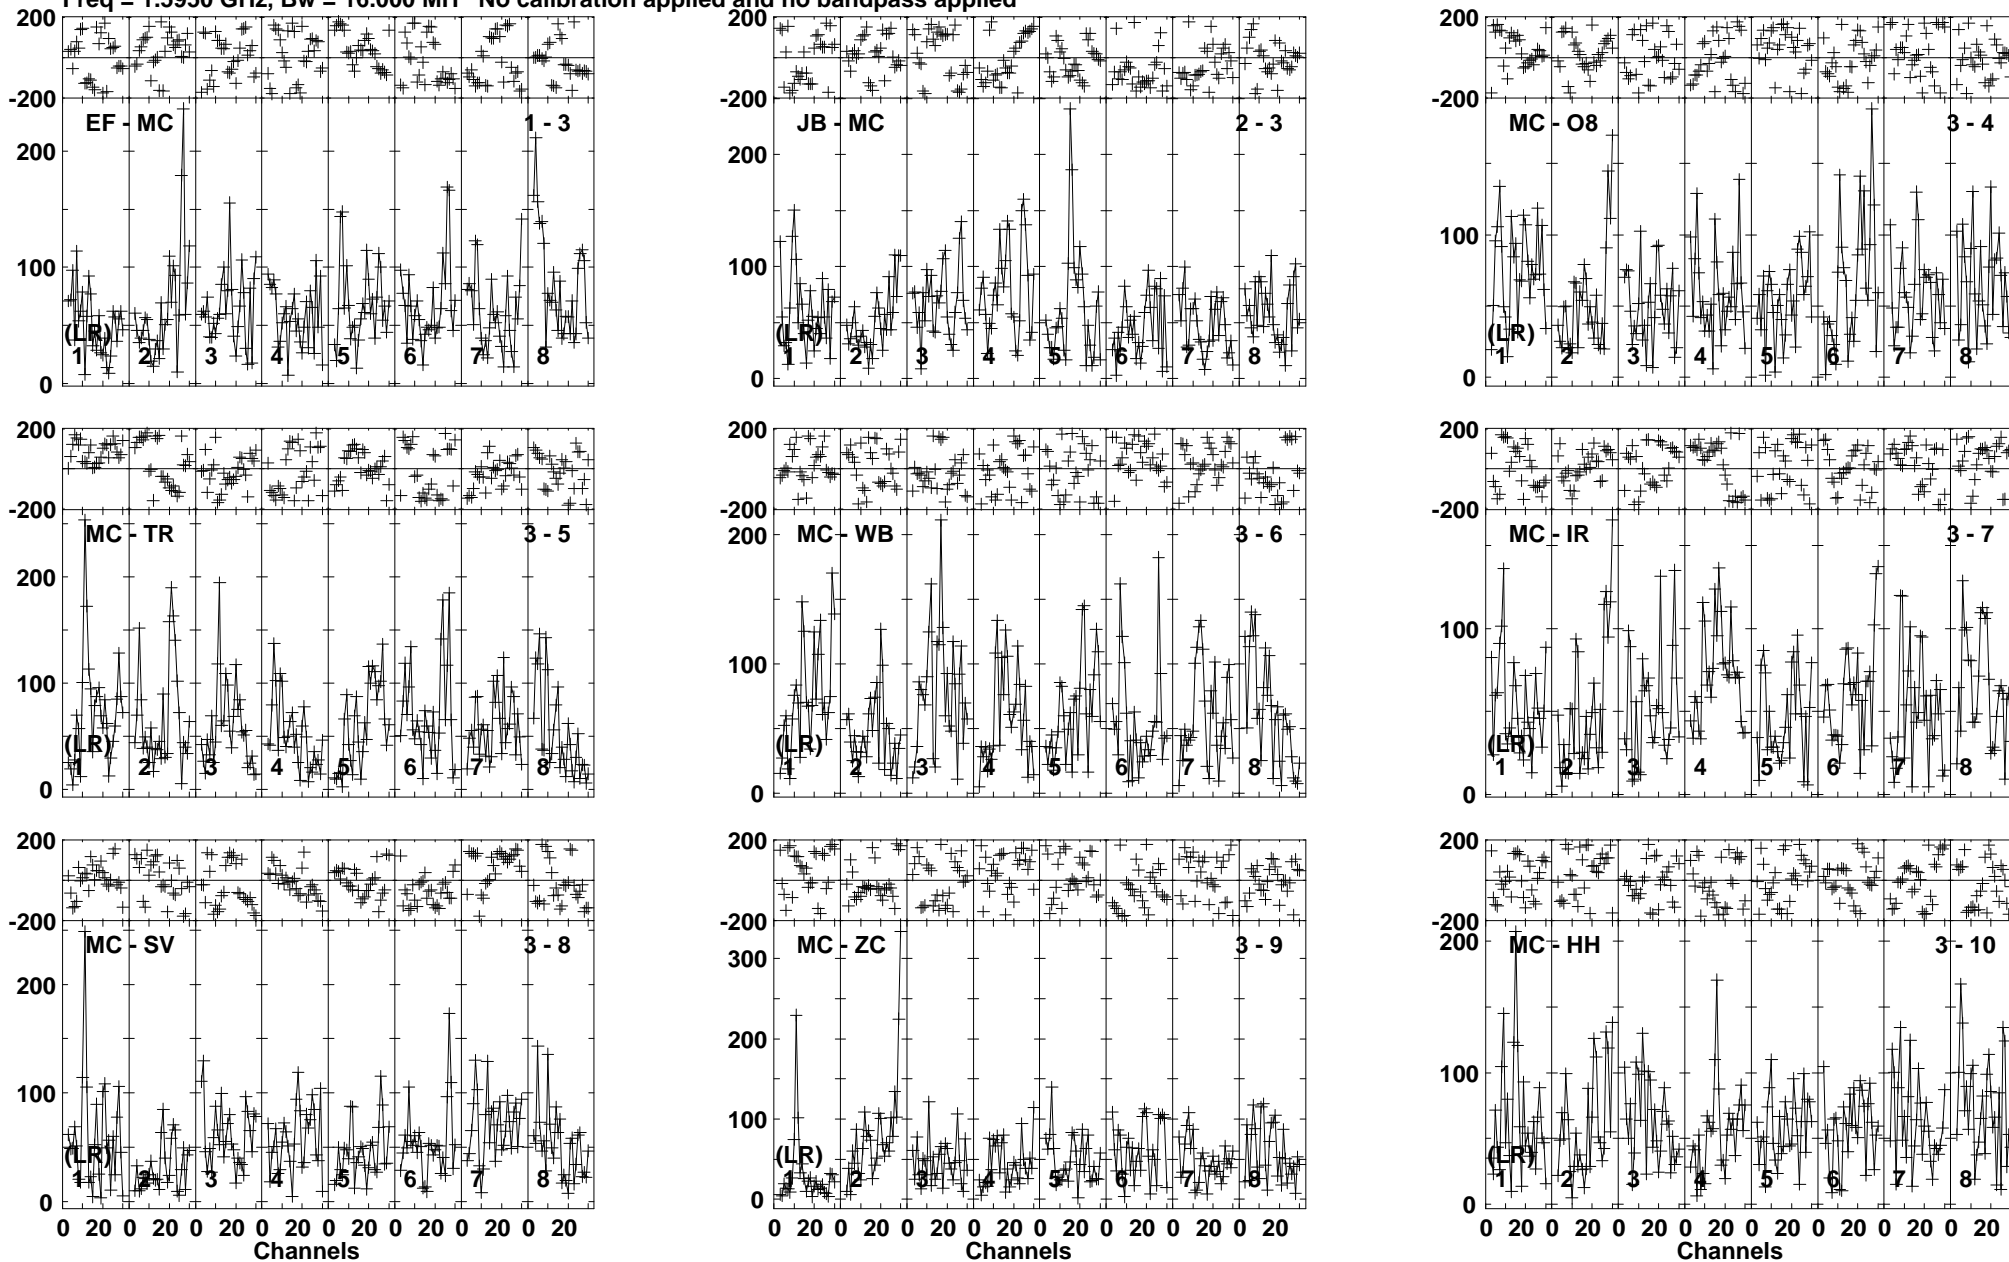 Freq = 1.5950 GHz, Bw = 16.000 MH No calibration applied and no bandpass applied
200 200 200
-200 -200 -200
EF - MC 1 - 3 JB - MC 2 - 3 MC - O8 3 - 4
200 200
100 100 100
(LR) (LR) (LR)
1 2 3 4 5 6 7 8 1 2 3 4 5 6 7 8 1 2 3 4 5 6 7 8
0 0 0
200 200 200
-200 -200 -200
MC - TR 3 - 5 MC - WB 3 - 6 MC - IR 3 - 7
200 200
100 100 100
(LR) (LR) (LR)
1 2 3 4 5 6 7 8 1 2 3 4 5 6 7 8 1 2 3 4 5 6 7 8
0 0 0
200 200 200
-200 -200 -200
MC - SV 3 - 8 MC - ZC 3 - 9 MC - HH 3 - 10
300
200 200 200
100 100 100
(LR) (LR) (LR)
1 2 3 4 5 6 7 8 1 2 3 4 5 6 7 8 1 2 3 4 5 6 7 8
0 0 0
0 20 0 20 0 20 0 20 0 20 0 20 0 20 0 20 0 20 0 20 0 20 0 20 0 20 0 20 0 20 0 20 0 20 0 20 0 20 0 20 0 20 0 20 0 20 0 20
Channels Channels Channels